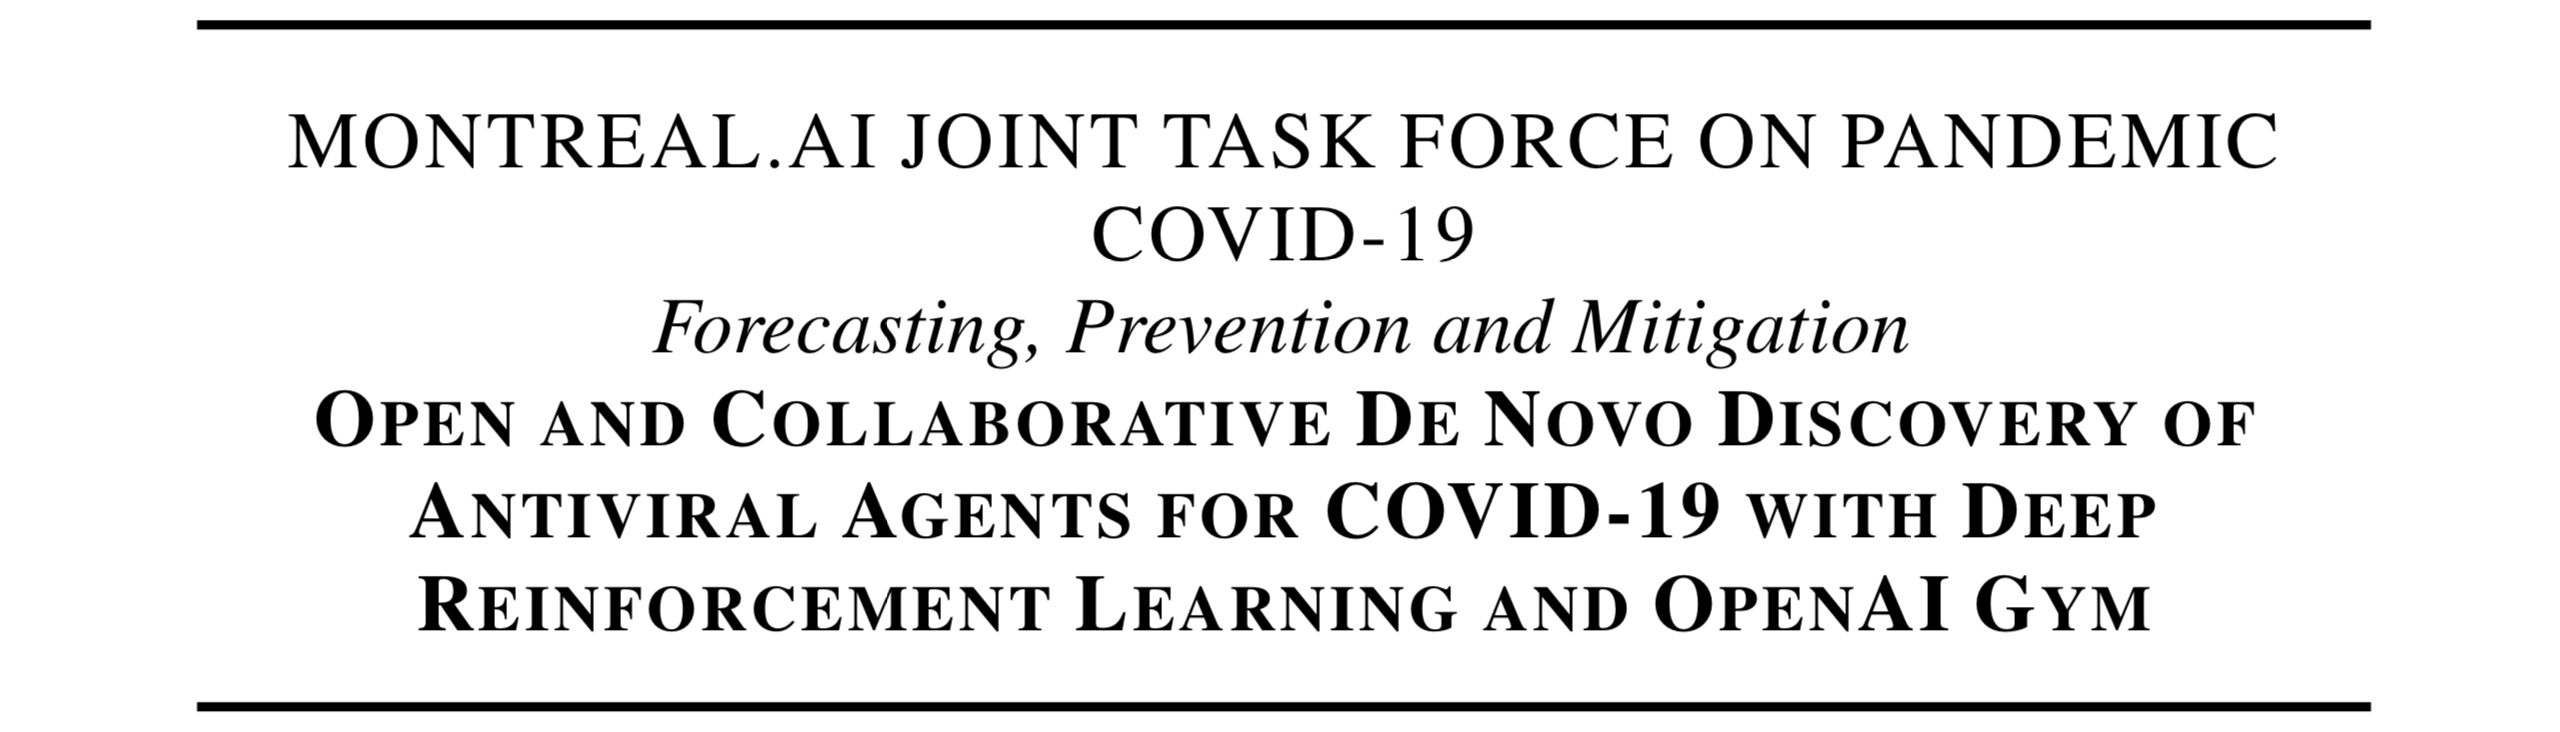 MONTREAL.AI JOINT TASK FORCE ON PANDEMIC
COVID-19
Forecasting, Prevention and Mitigation
OPEN AND COLLABORATIVE DE NOVO DISCOVERY OF
ANTIVIRAL AGENTS FOR COVID-19 WITH DEEP
REINFORCEMENT LEARNING AND OPENAI GYM